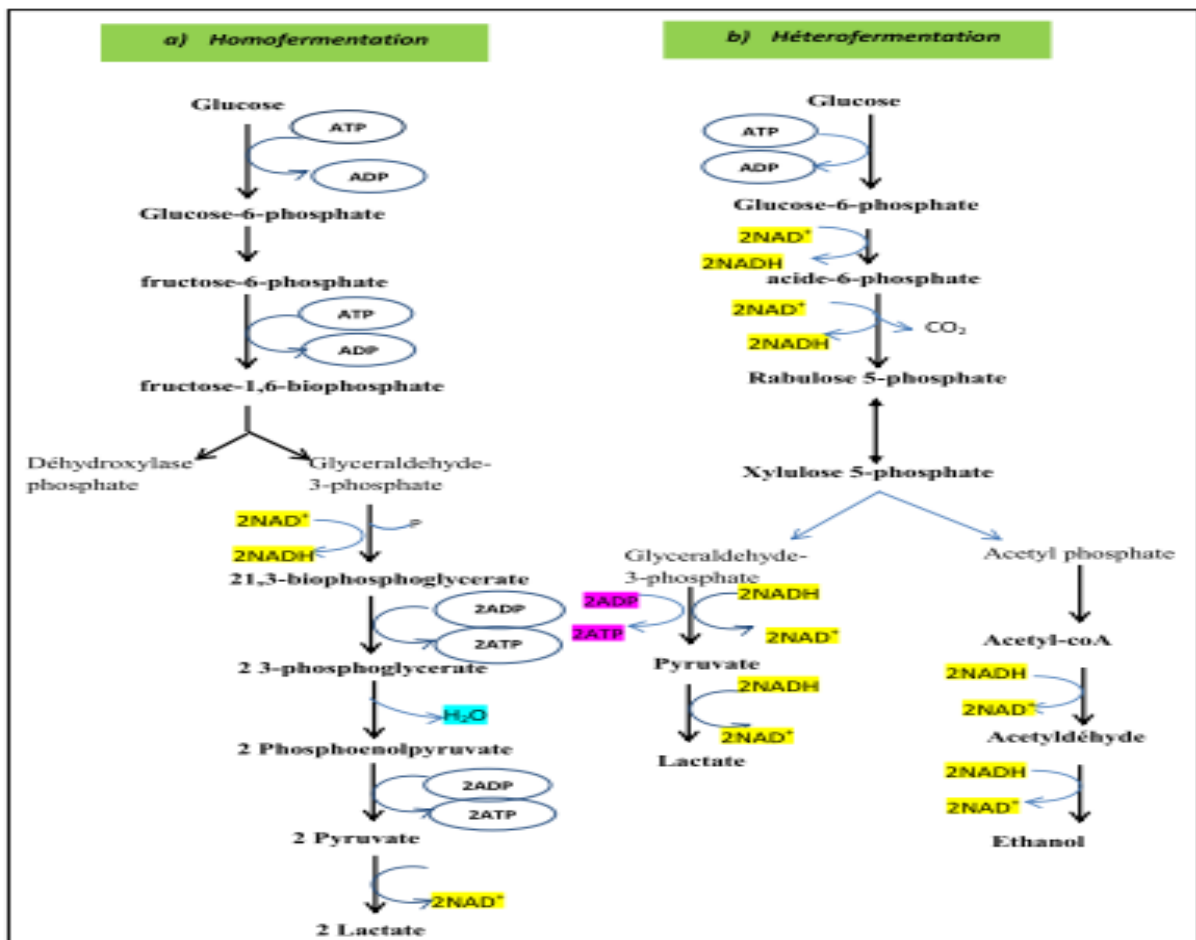 a) Homofermentation
Glucose
ATP
ADP
Glucose-6-phosphate
fructose-6-phosphate
ATP
ADP
fructose-1,6-biophosphate
Déhydroxylase
phosphate
Glyceraldehyde-
3-phosphate
2NAD⁺
P
2NADH
21,3-biophosphoglycerate
2ADP
2ATP
2 3-phosphoglycerate
H₂O
2 Phosphoenolpyruvate
2ADP
2ATP
2 Pyruvate
2NAD⁺
2 Lactate
b) Héterofermentation
Glucose
ATP
ADP
Glucose-6-phosphate
2NAD⁺
2NADH
acide-6-phosphate
2NAD⁺
CO₂
2NADH
Rabulose 5-phosphate
Xylulose 5-phosphate
Glyceraldehyde-
3-phosphate
2ADP
2NADH
2ATP
2NAD⁺
Pyruvate
2NADH
2NAD⁺
Lactate
Acetyl phosphate
Acetyl-coA
2NADH
2NAD⁺
Acetyldéhyde
2NADH
2NAD⁺
Ethanol